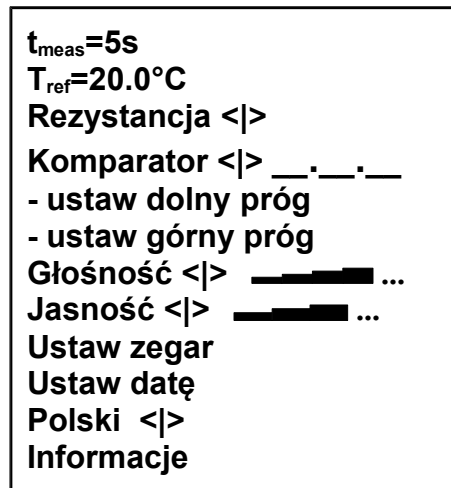 tmeas=5s
Tref=20.0°C
Rezystancja <|>
Komparator <|> __.__.__
- ustaw dolny próg
- ustaw górny próg
Głośność <|> ...
Jasność <|> ...
Ustaw zegar
Ustaw datę
Polski <|>
Informacje